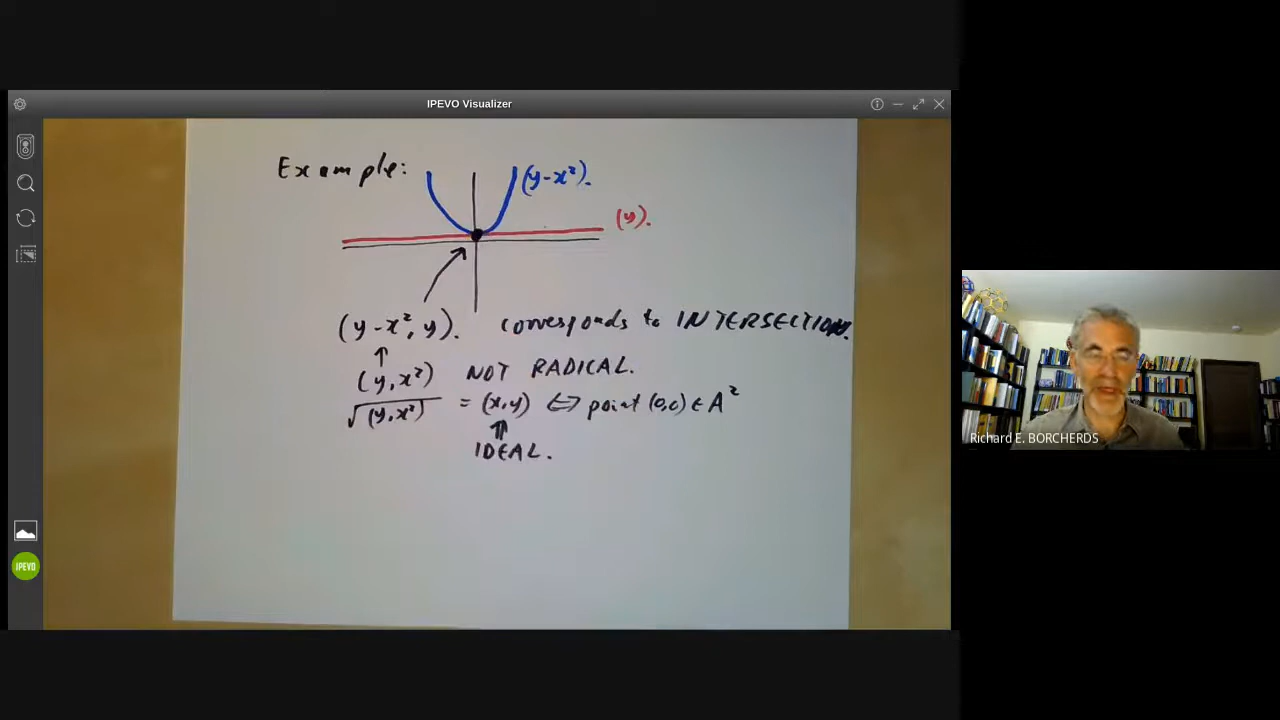 IPEVO Visualizer
Example:
(y-x²).
(y).
(y-x², y). corresponds to INTERSECTION.
↑
(y, x²) NOT RADICAL.
√(y, x²) = (x,y) ⇔ point (0,0) ∈ A²
⇑
IDEAL.
IPEVO
Richard E. BORCHERDS